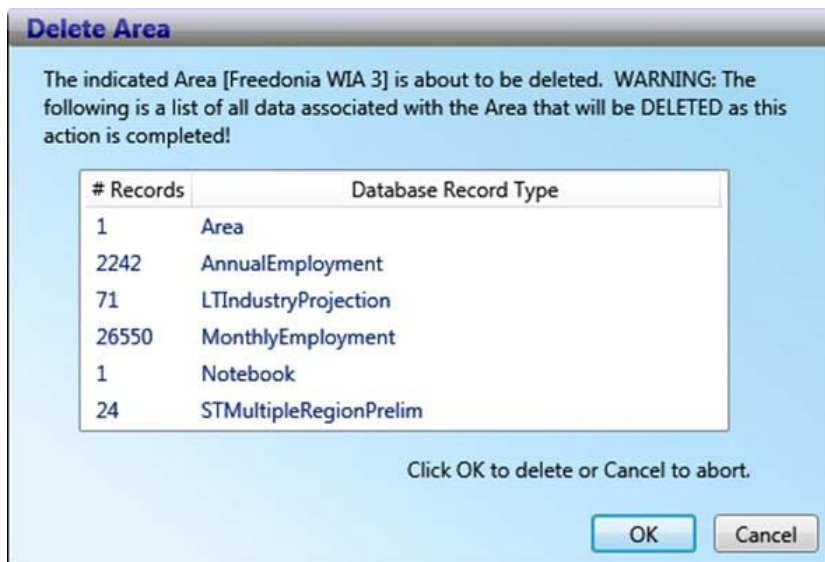 Delete Area
The indicated Area [Freedonia WIA 3] is about to be deleted.  WARNING: The
following is a list of all data associated with the Area that will be DELETED as this
action is completed!
# Records Database Record Type
1 Area
2242 AnnualEmployment
71 LTIndustryProjection
26550 MonthlyEmployment
1 Notebook
24 STMultipleRegionPrelim
Click OK to delete or Cancel to abort.
OK Cancel